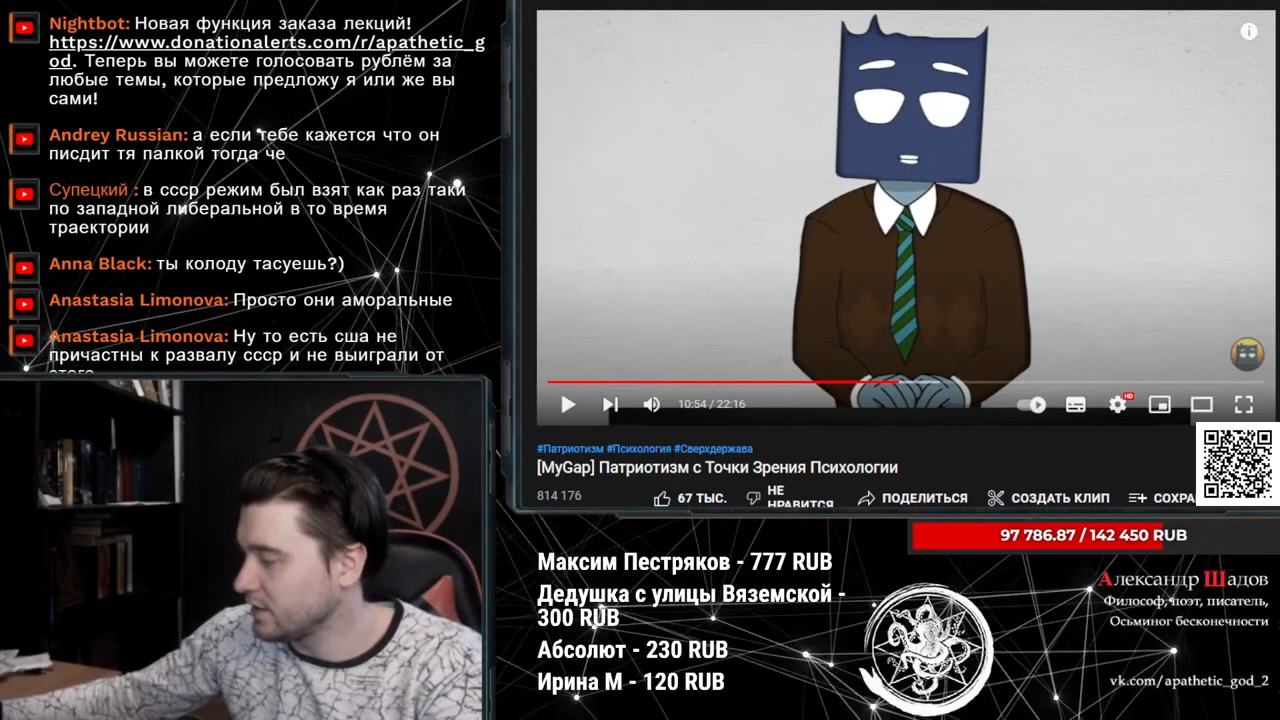 Nightbot: Новая функция заказа лекций!
https://www.donationalerts.com/r/apathetic_g
od. Теперь вы можете голосовать рублём за
любые темы, которые предложу я или же вы
сами!
Andrey Russian: а если тебе кажется что он
писдит тя палкой тогда че
Супецкий : в ссср режим был взят как раз таки
по западной либеральной в то время
траектории
Anna Black: ты колоду тасуешь?)
Anastasia Limonova: Просто они аморальные
Anastasia Limonova: Ну то есть сша не
причастны к развалу ссср и не выиграли от
этого
10:54 / 22:16
HD
#Патриотизм #Психология #Сверхдержава
[MyGap] Патриотизм с Точки Зрения Психологии
814 176
67 ТЫС.
НЕ
НРАВИТСЯ
ПОДЕЛИТЬСЯ
СОЗДАТЬ КЛИП
СОХРА
97 786.87 / 142 450 RUB
Максим Пестряков - 777 RUB
Дедушка с улицы Вяземской -
300 RUB
Абсолют - 230 RUB
Ирина М - 120 RUB
Александр Шадов
Философ, поэт, писатель,
Осьминог бесконечности
vk.com/apathetic_god_2